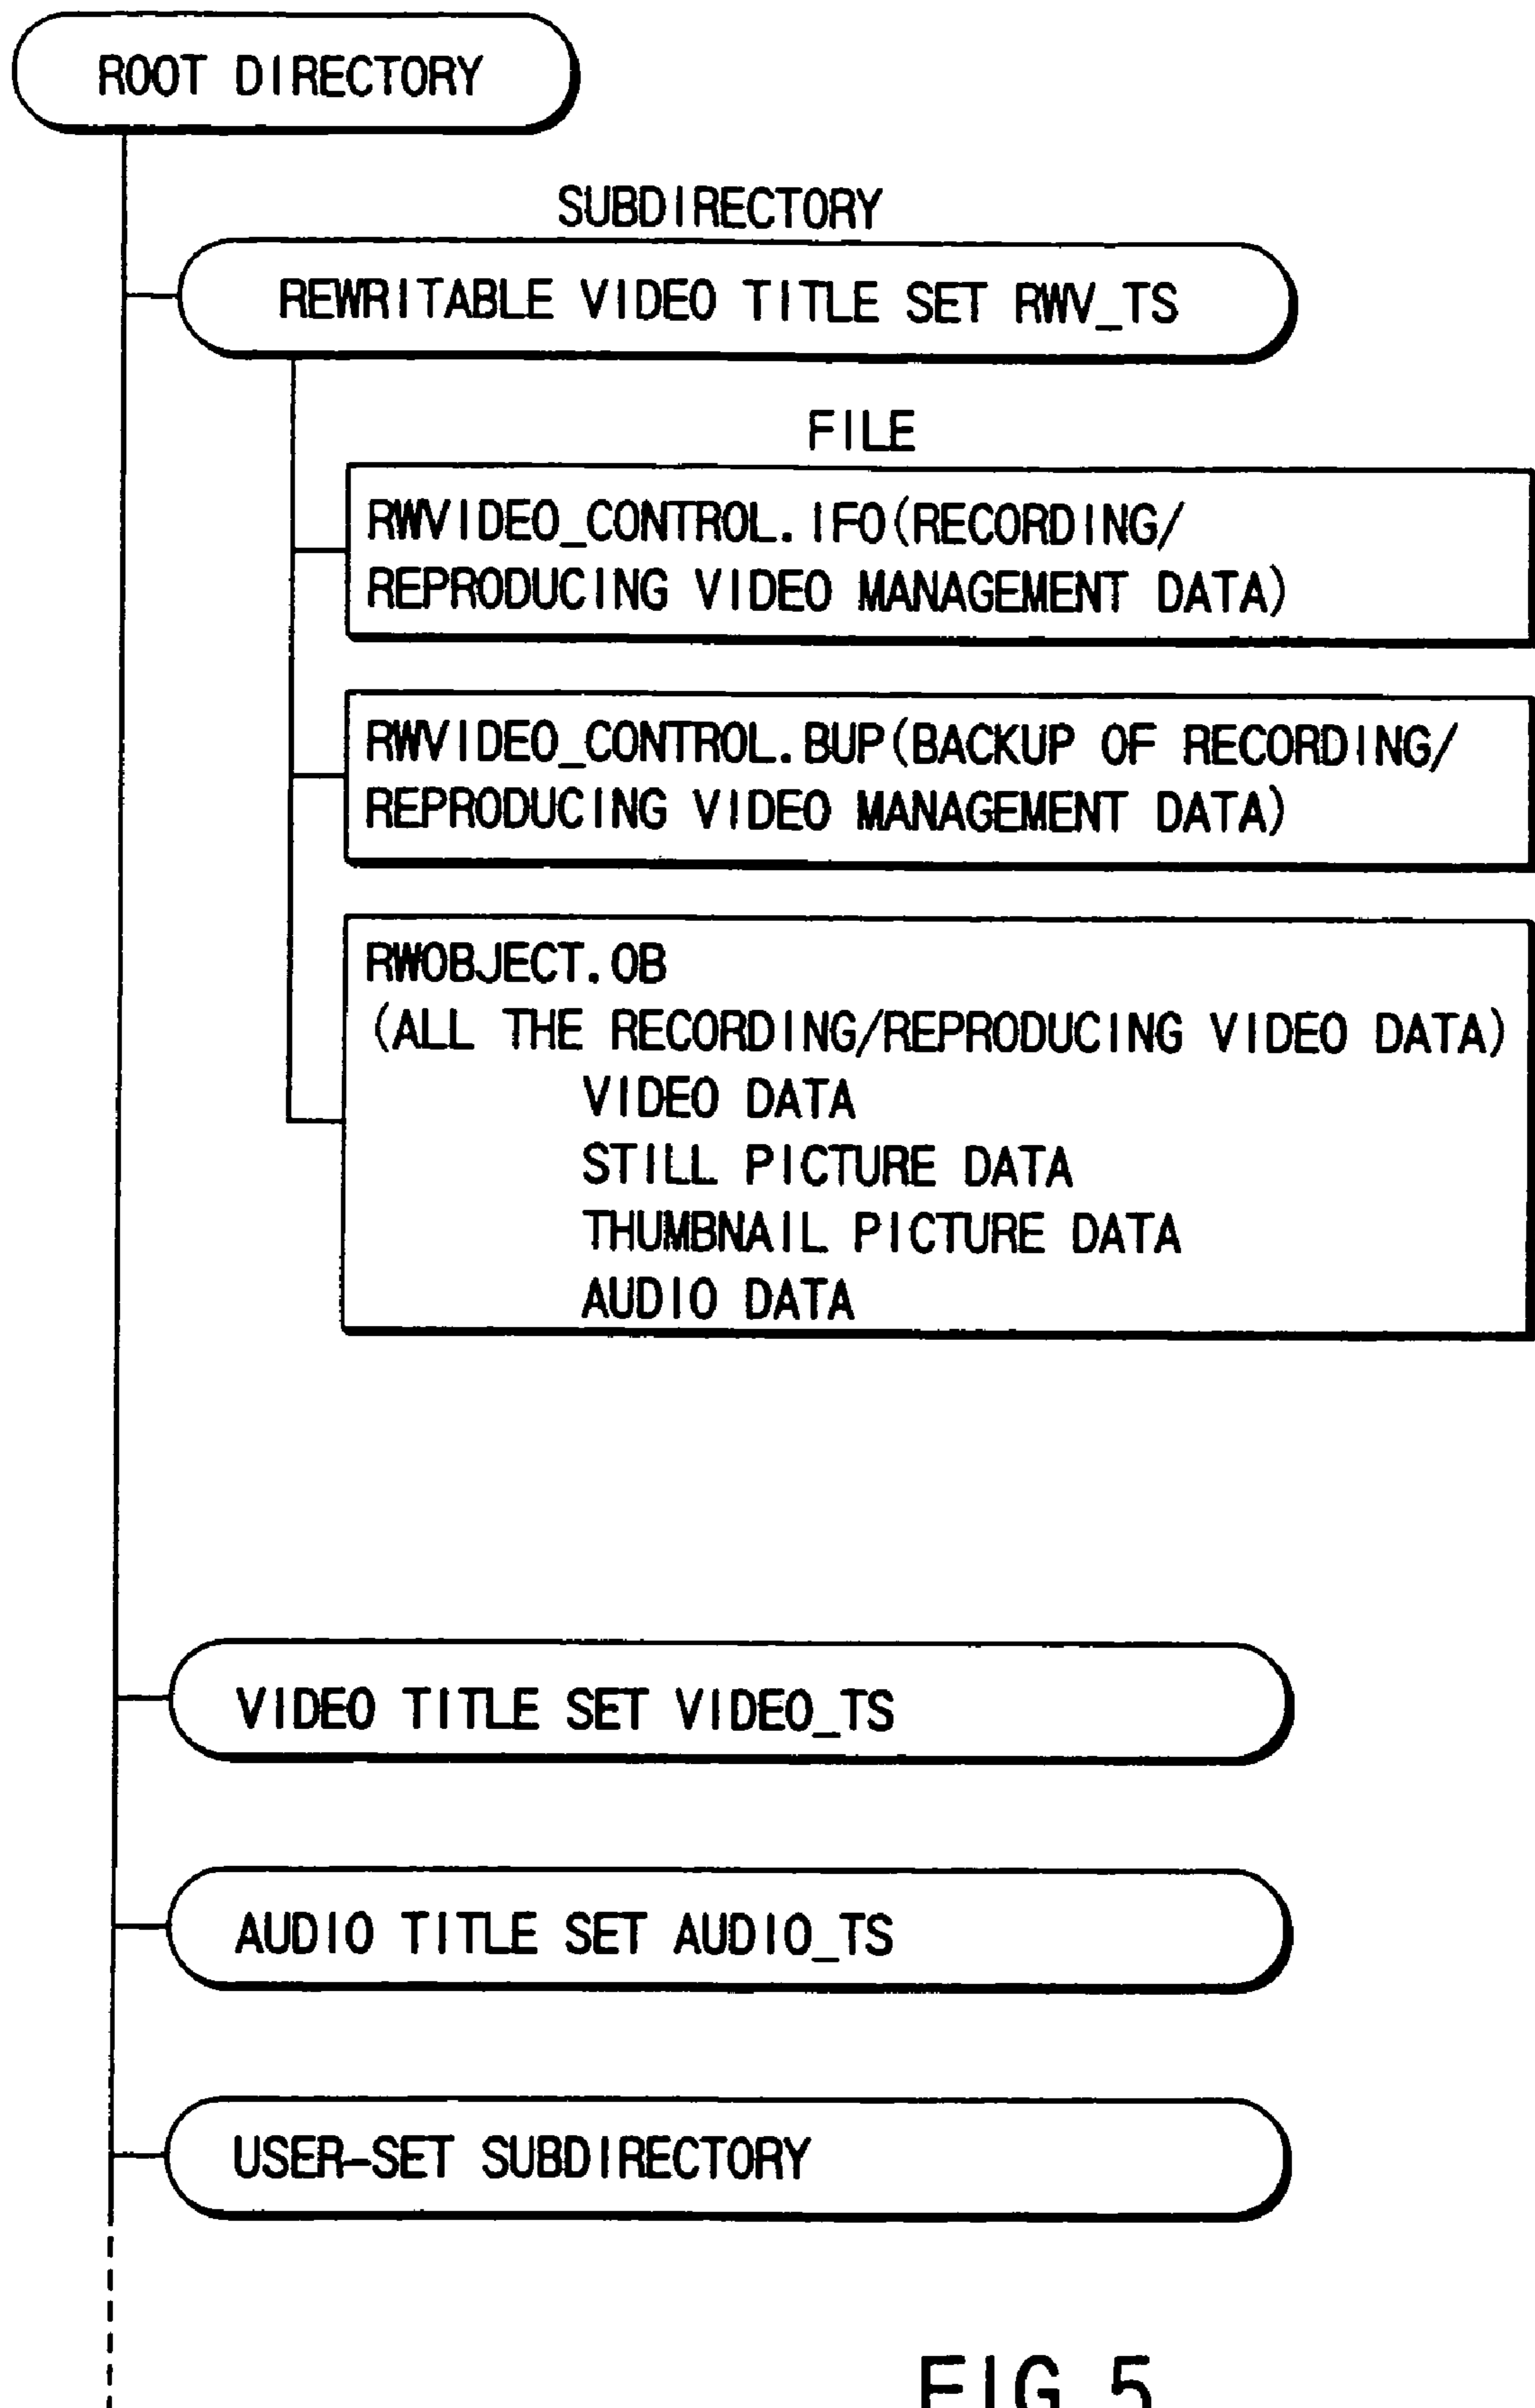 ROOT DIRECTORY
SUBDIRECTORY
REWRITABLE VIDEO TITLE SET RWV_TS
FILE
RWVIDEO_CONTROL.IFO(RECORDING/
REPRODUCING VIDEO MANAGEMENT DATA)
RWVIDEO_CONTROL.BUP(BACKUP OF RECORDING/
REPRODUCING VIDEO MANAGEMENT DATA)
RWOBJECT.OB
(ALL THE RECORDING/REPRODUCING VIDEO DATA)
VIDEO DATA
STILL PICTURE DATA
THUMBNAIL PICTURE DATA
AUDIO DATA
VIDEO TITLE SET VIDEO_TS
AUDIO TITLE SET AUDIO_TS
USER-SET SUBDIRECTORY
FIG.5